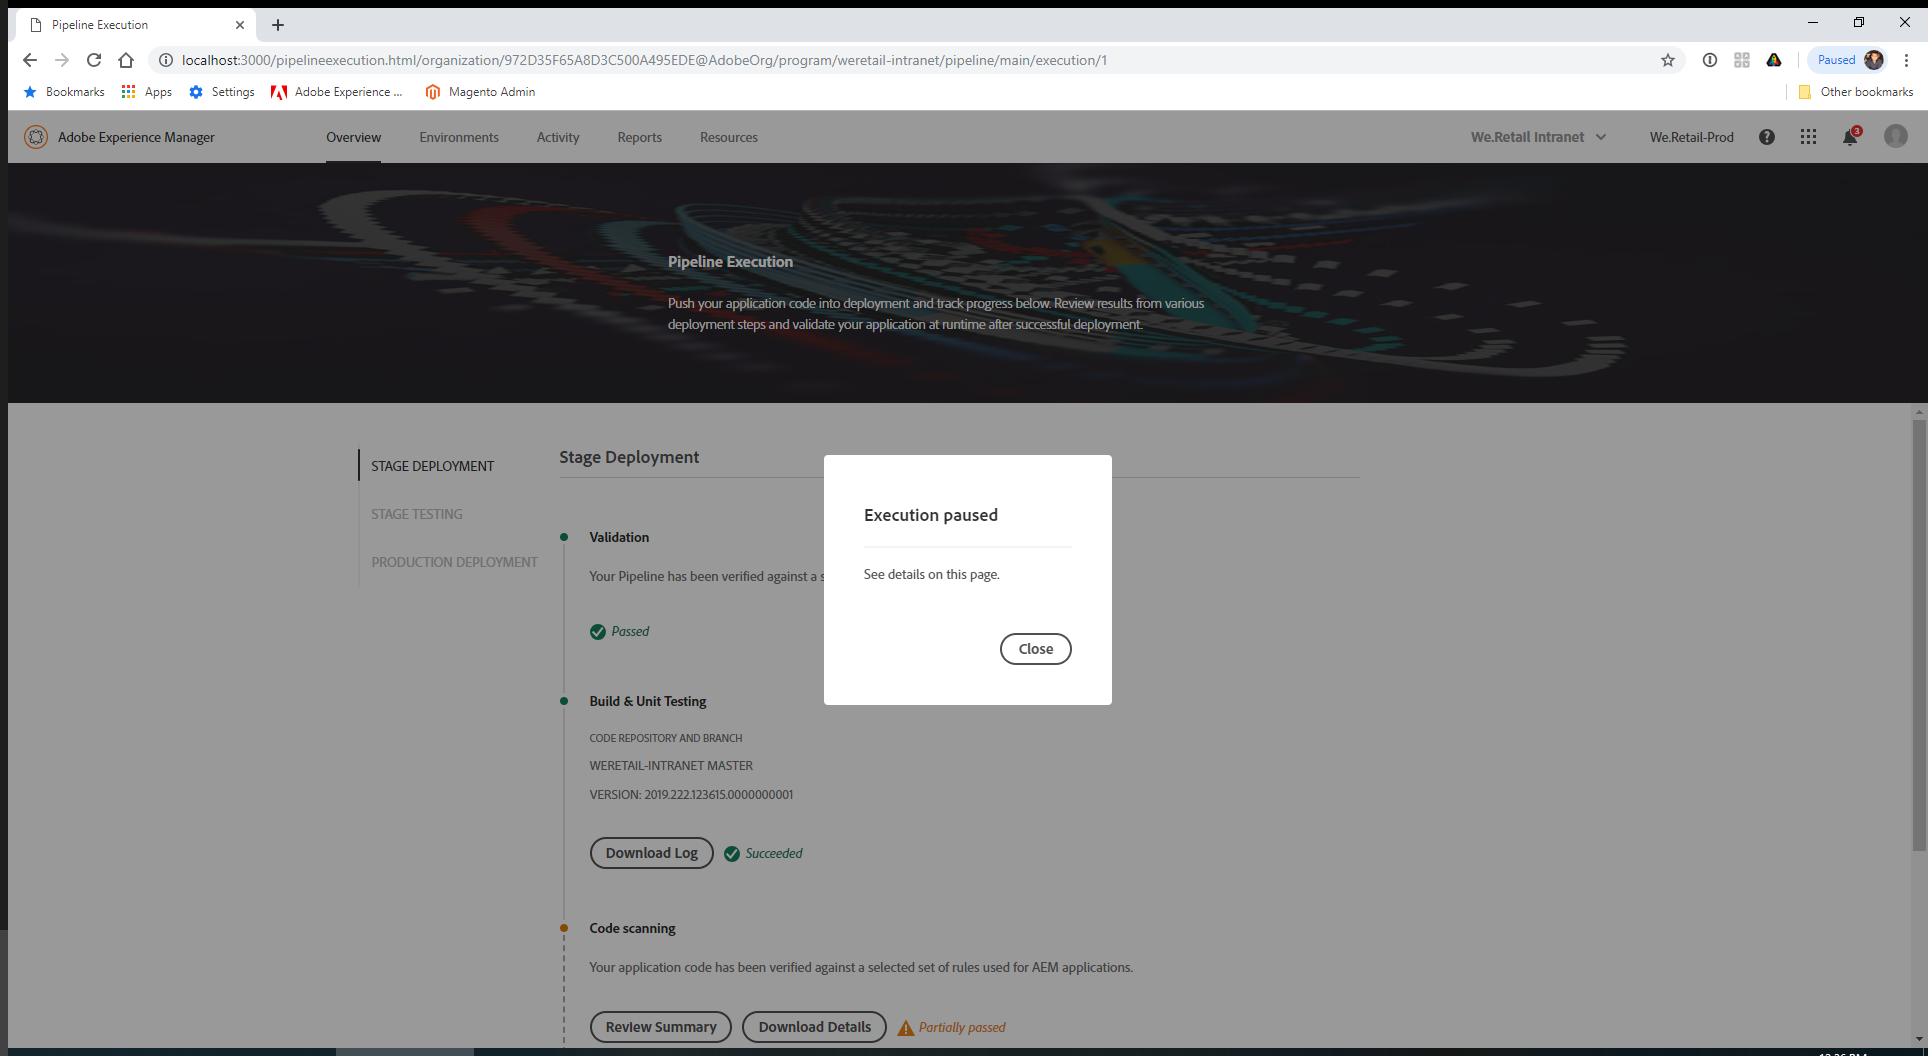 Pipeline Execution
localhost:3000/pipelineexecution.html/organization/972D35F65A8D3C500A495EDE@AdobeOrg/program/weretail-intranet/pipeline/main/execution/1
Paused
Bookmarks Apps Settings Adobe Experience ... Magento Admin Other bookmarks
Adobe Experience Manager Overview Environments Activity Reports Resources We.Retail Intranet We.Retail-Prod 3
Pipeline Execution
Push your application code into deployment and track progress below. Review results from various
deployment steps and validate your application at runtime after successful deployment.
STAGE DEPLOYMENT
STAGE TESTING
PRODUCTION DEPLOYMENT
Stage Deployment
Validation
Your Pipeline has been verified against a s
Passed
Build & Unit Testing
CODE REPOSITORY AND BRANCH
WERETAIL-INTRANET MASTER
VERSION: 2019.222.123615.0000000001
Download Log Succeeded
Code scanning
Your application code has been verified against a selected set of rules used for AEM applications.
Review Summary Download Details Partially passed
Execution paused
See details on this page.
Close